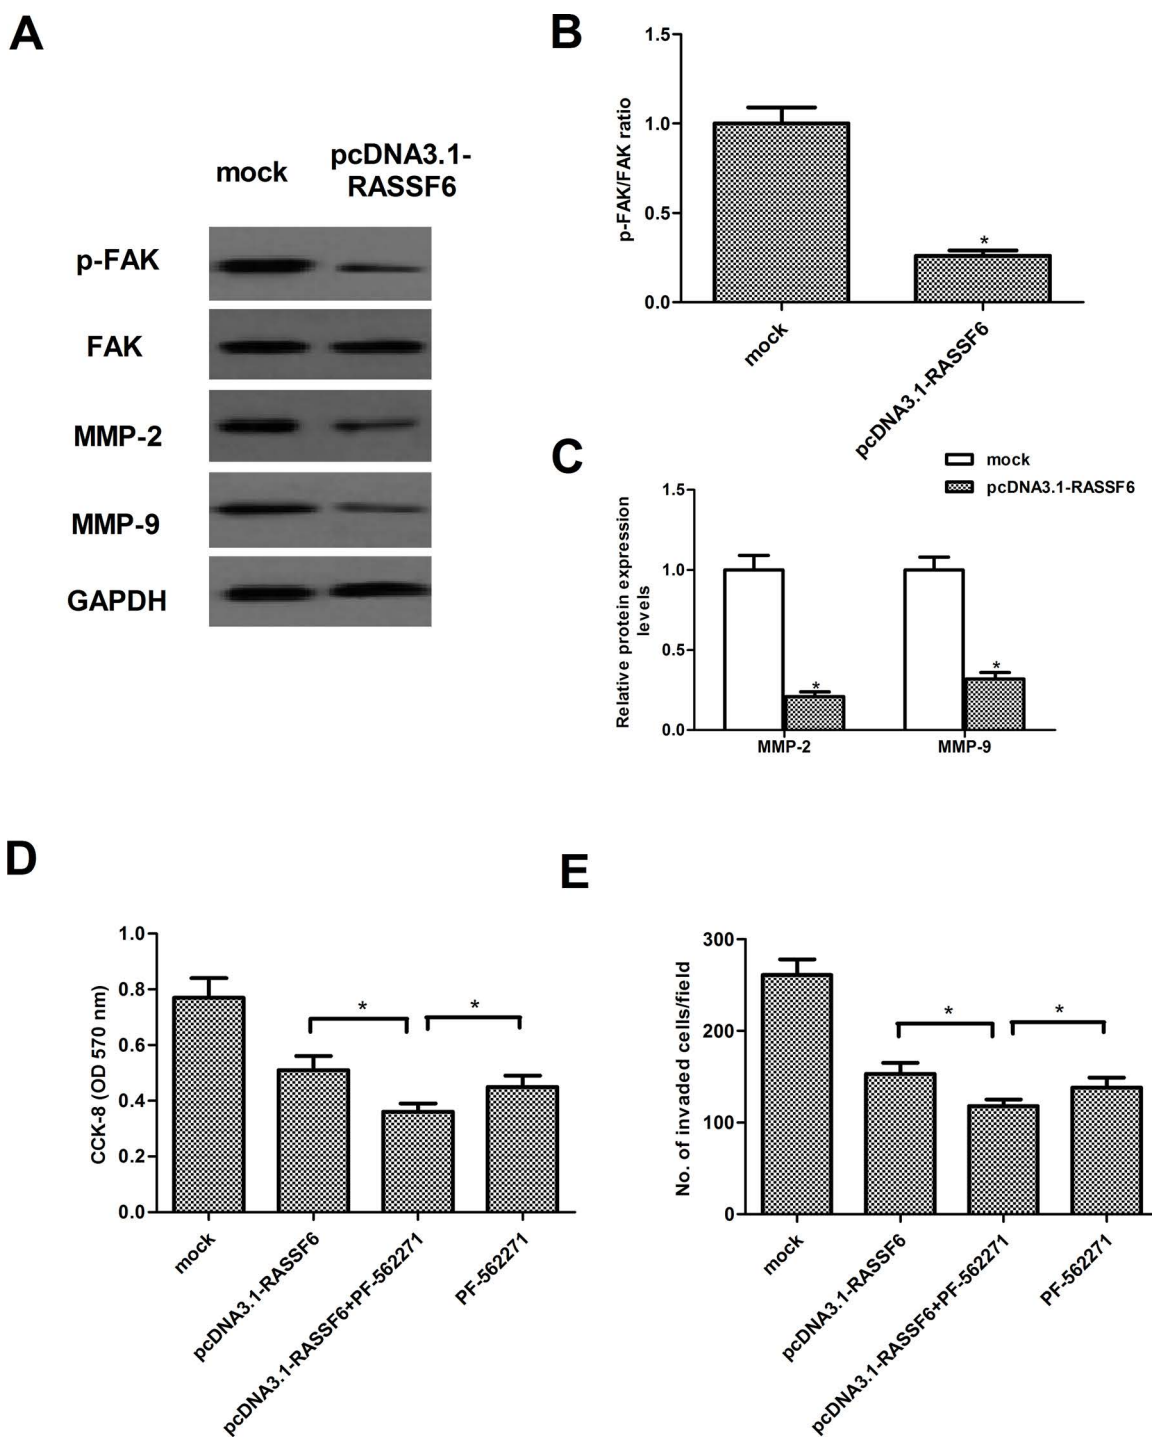 A
mock
pcDNA3.1-
RASSF6
p-FAK
FAK
MMP-2
MMP-9
GAPDH
B
p-FAK/FAK ratio
1.5
1.0
0.5
0.0
*
mock
pcDNA3.1-RASSF6
C
mock
pcDNA3.1-RASSF6
Relative protein expression
levels
1.5
1.0
0.5
0.0
*
*
MMP-2
MMP-9
D
CCK-8 (OD 570 nm)
1.0
0.8
0.6
0.4
0.2
0.0
*
*
mock
pcDNA3.1-RASSF6
pcDNA3.1-RASSF6+PF-562271
PF-562271
E
No. of invaded cells/field
300
200
100
0
*
*
mock
pcDNA3.1-RASSF6
pcDNA3.1-RASSF6+PF-562271
PF-562271